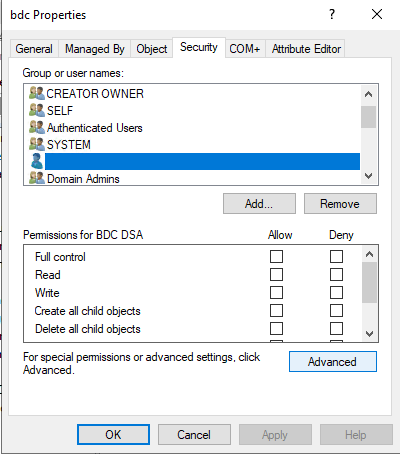 bdc Properties
General Managed By Object Security COM+ Attribute Editor
Group or user names:
CREATOR OWNER
SELF
Authenticated Users
SYSTEM
Domain Admins
Add... Remove
Permissions for BDC DSA Allow Deny
Full control
Read
Write
Create all child objects
Delete all child objects
For special permissions or advanced settings, click Advanced
Advanced.
OK Cancel Apply Help